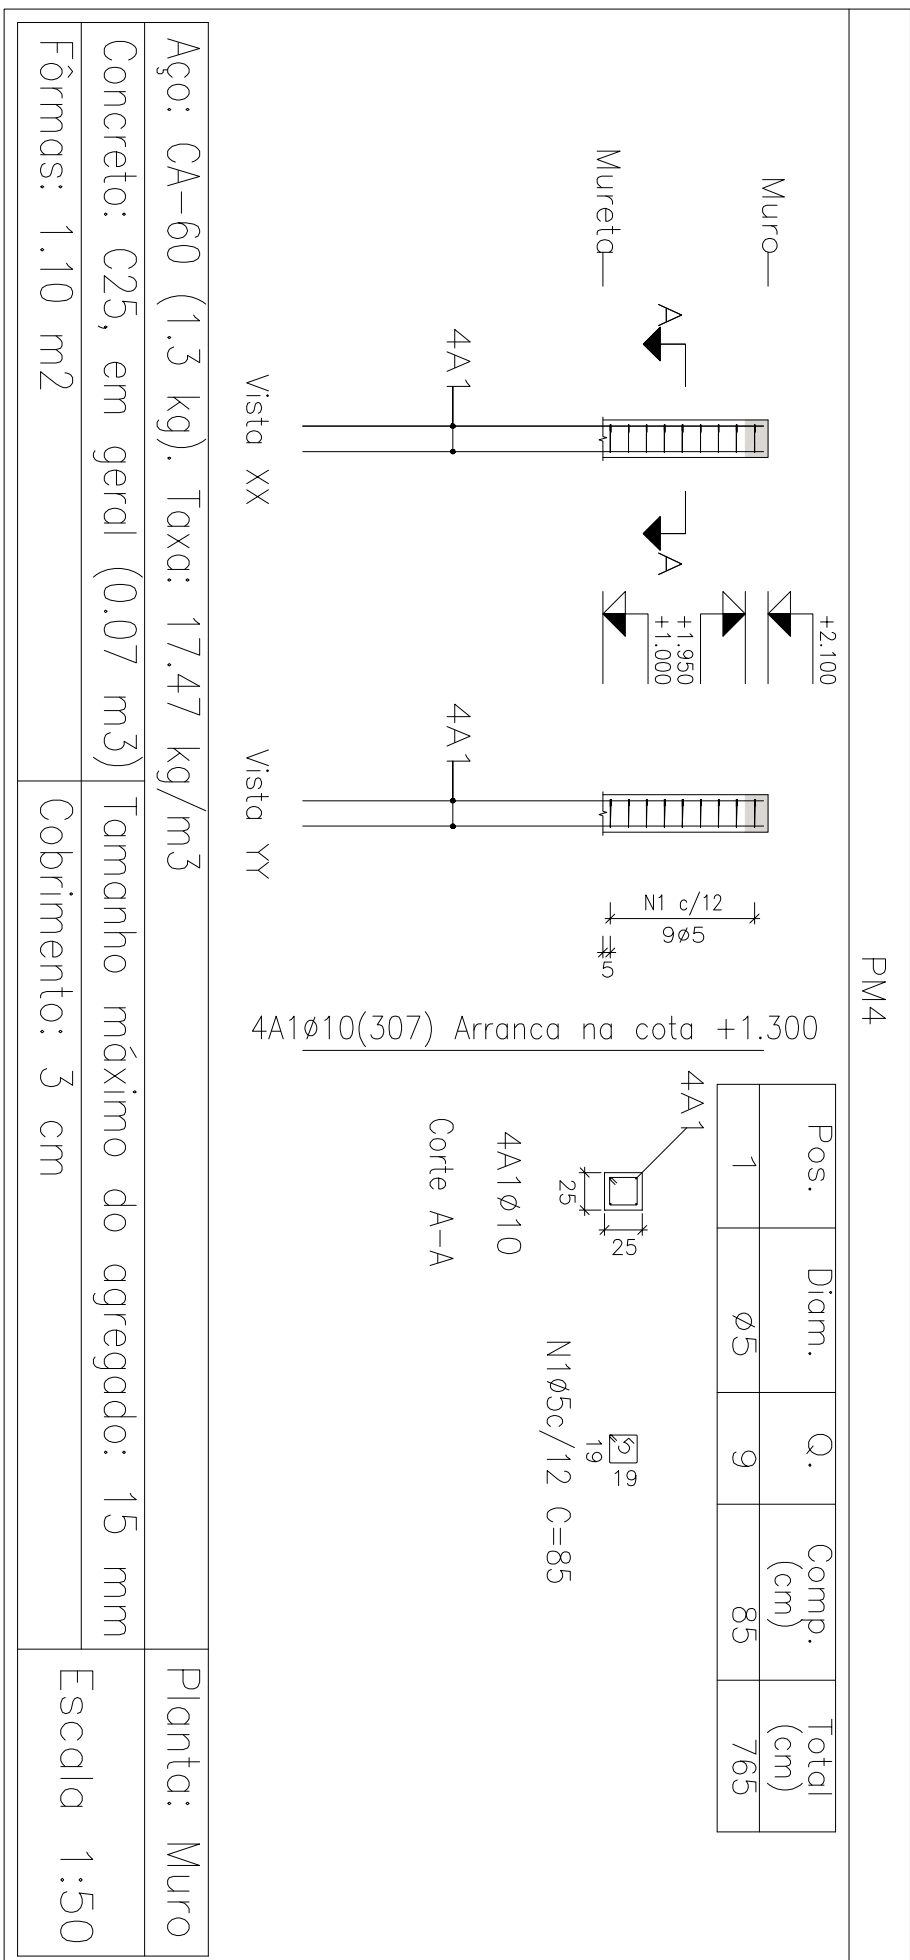 PM4
Pos. Diam. Q. Comp. (cm) Total (cm)
1 ø5 9 85 765
Muro
Mureta
A
A
+2.100
+1.950
+1.000
4A1
Vista XX
4A1
Vista YY
N1 c/12
9ø5
5
4A1ø10(307) Arranca na cota +1.300
4A1
25
25
4A1ø10
Corte A-A
5
19
19
N1ø5c/12 C=85
Aço: CA-60 (1.3 kg). Taxa: 17.47 kg/m3
Planta: Muro
Concreto: C25, em geral (0.07 m3)
Tamanho máximo do agregado: 15 mm
Escala 1:50
Fôrmas: 1.10 m2
Cobrimento: 3 cm